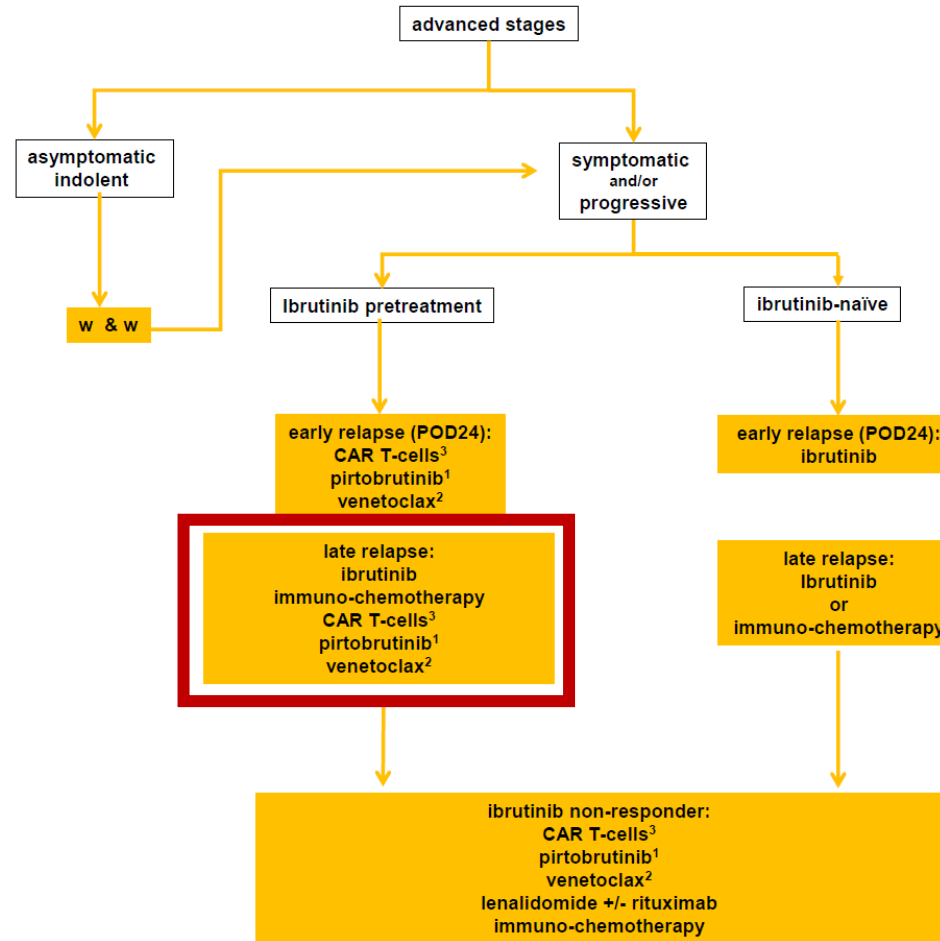 advanced stages
asymptomatic
indolent
symptomatic
and/or
progressive
w & w
Ibrutinib pretreatment
ibrutinib-naïve
early relapse (POD24):
CAR T-cells³
pirtobrutinib¹
venetoclax²
early relapse (POD24):
ibrutinib
late relapse:
ibrutinib
immuno-chemotherapy
CAR T-cells³
pirtobrutinib¹
venetoclax²
late relapse:
Ibrutinib
or
immuno-chemotherapy
ibrutinib non-responder:
CAR T-cells³
pirtobrutinib¹
venetoclax²
lenalidomide +/- rituximab
immuno-chemotherapy